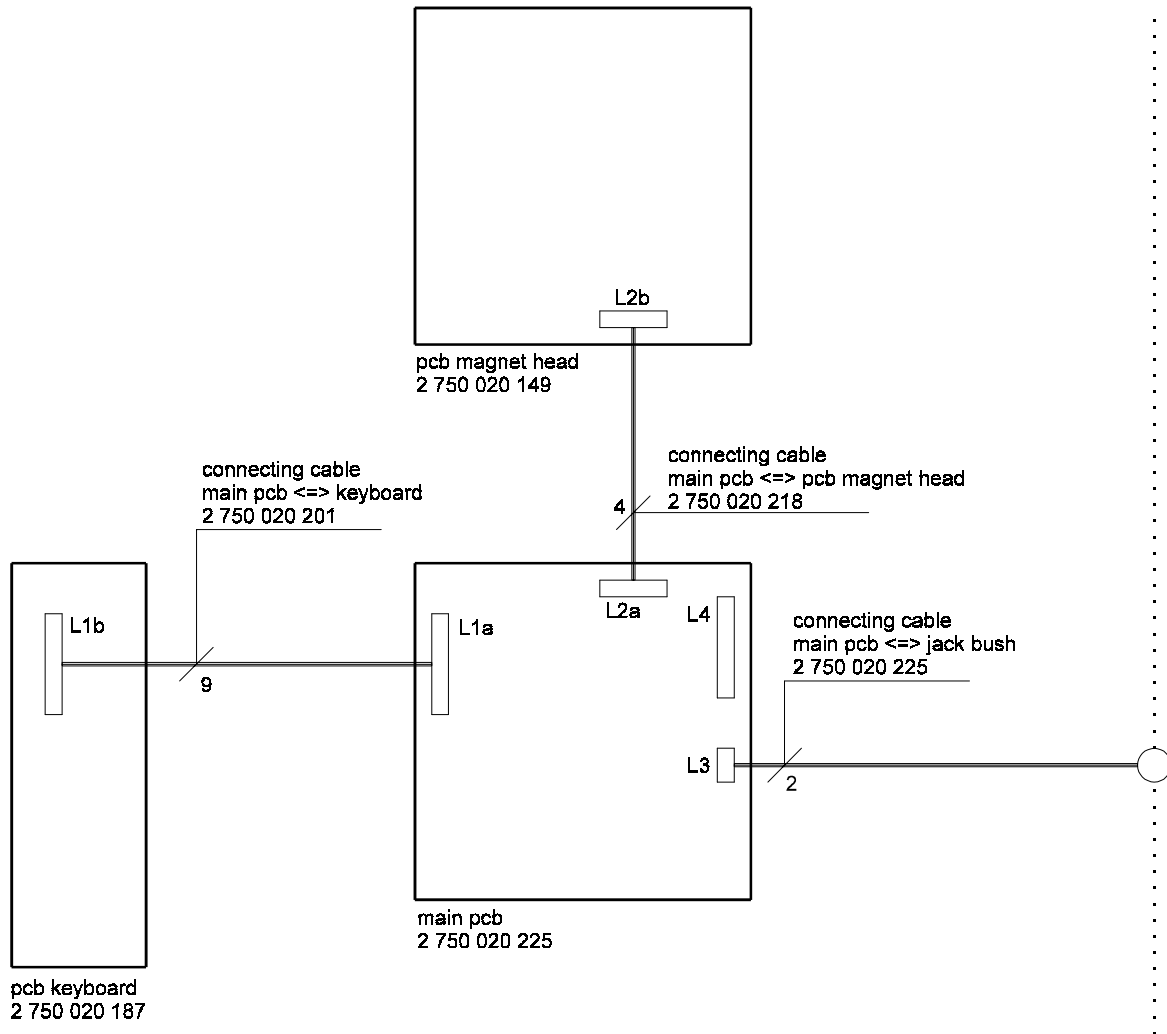 L2b
pcb magnet head
2 750 020 149
connecting cable
main pcb <=> pcb magnet head
2 750 020 218
4
connecting cable
main pcb <=> keyboard
2 750 020 201
L1b
9
L1a
L2a
L4
L3
connecting cable
main pcb <=> jack bush
2 750 020 225
2
main pcb
2 750 020 225
pcb keyboard
2 750 020 187